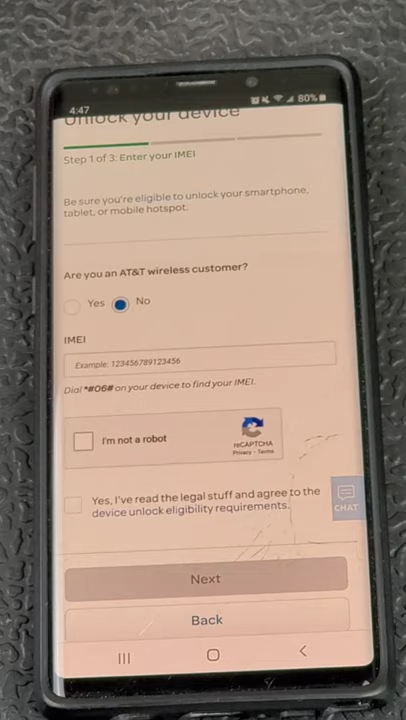 4:47
80%
Unlock your device
Step 1 of 3: Enter your IMEI
Be sure you're eligible to unlock your smartphone,
tablet, or mobile hotspot.
Are you an AT&T wireless customer?
Yes No
IMEI
Example: 123456789123456
Dial *#06# on your device to find your IMEI.
I'm not a robot
reCAPTCHA
Privacy - Terms
Yes, I've read the legal stuff and agree to the
device unlock eligibility requirements.
CHAT
Next
Back